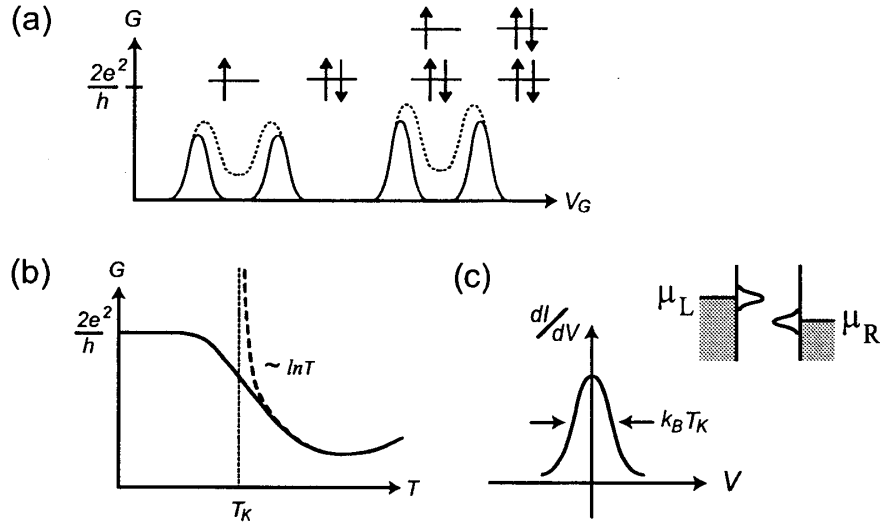 (a)
G
2e²/h
V_G
(b)
G
2e²/h
~ lnT
T_K
T
(c)
dI/dV
k_BT_K
V
μ_L
μ_R